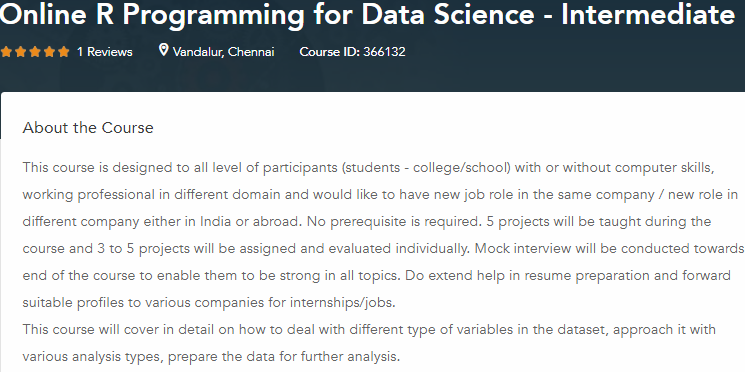 Online R Programming for Data Science - Intermediate
1 Reviews Vandalur, Chennai Course ID: 366132
About the Course
This course is designed to all level of participants (students - college/school) with or without computer skills,
working professional in different domain and would like to have new job role in the same company / new role in
different company either in India or abroad. No prerequisite is required. 5 projects will be taught during the
course and 3 to 5 projects will be assigned and evaluated individually. Mock interview will be conducted towards
end of the course to enable them to be strong in all topics. Do extend help in resume preparation and forward
suitable profiles to various companies for internships/jobs.
This course will cover in detail on how to deal with different type of variables in the dataset, approach it with
various analysis types, prepare the data for further analysis.